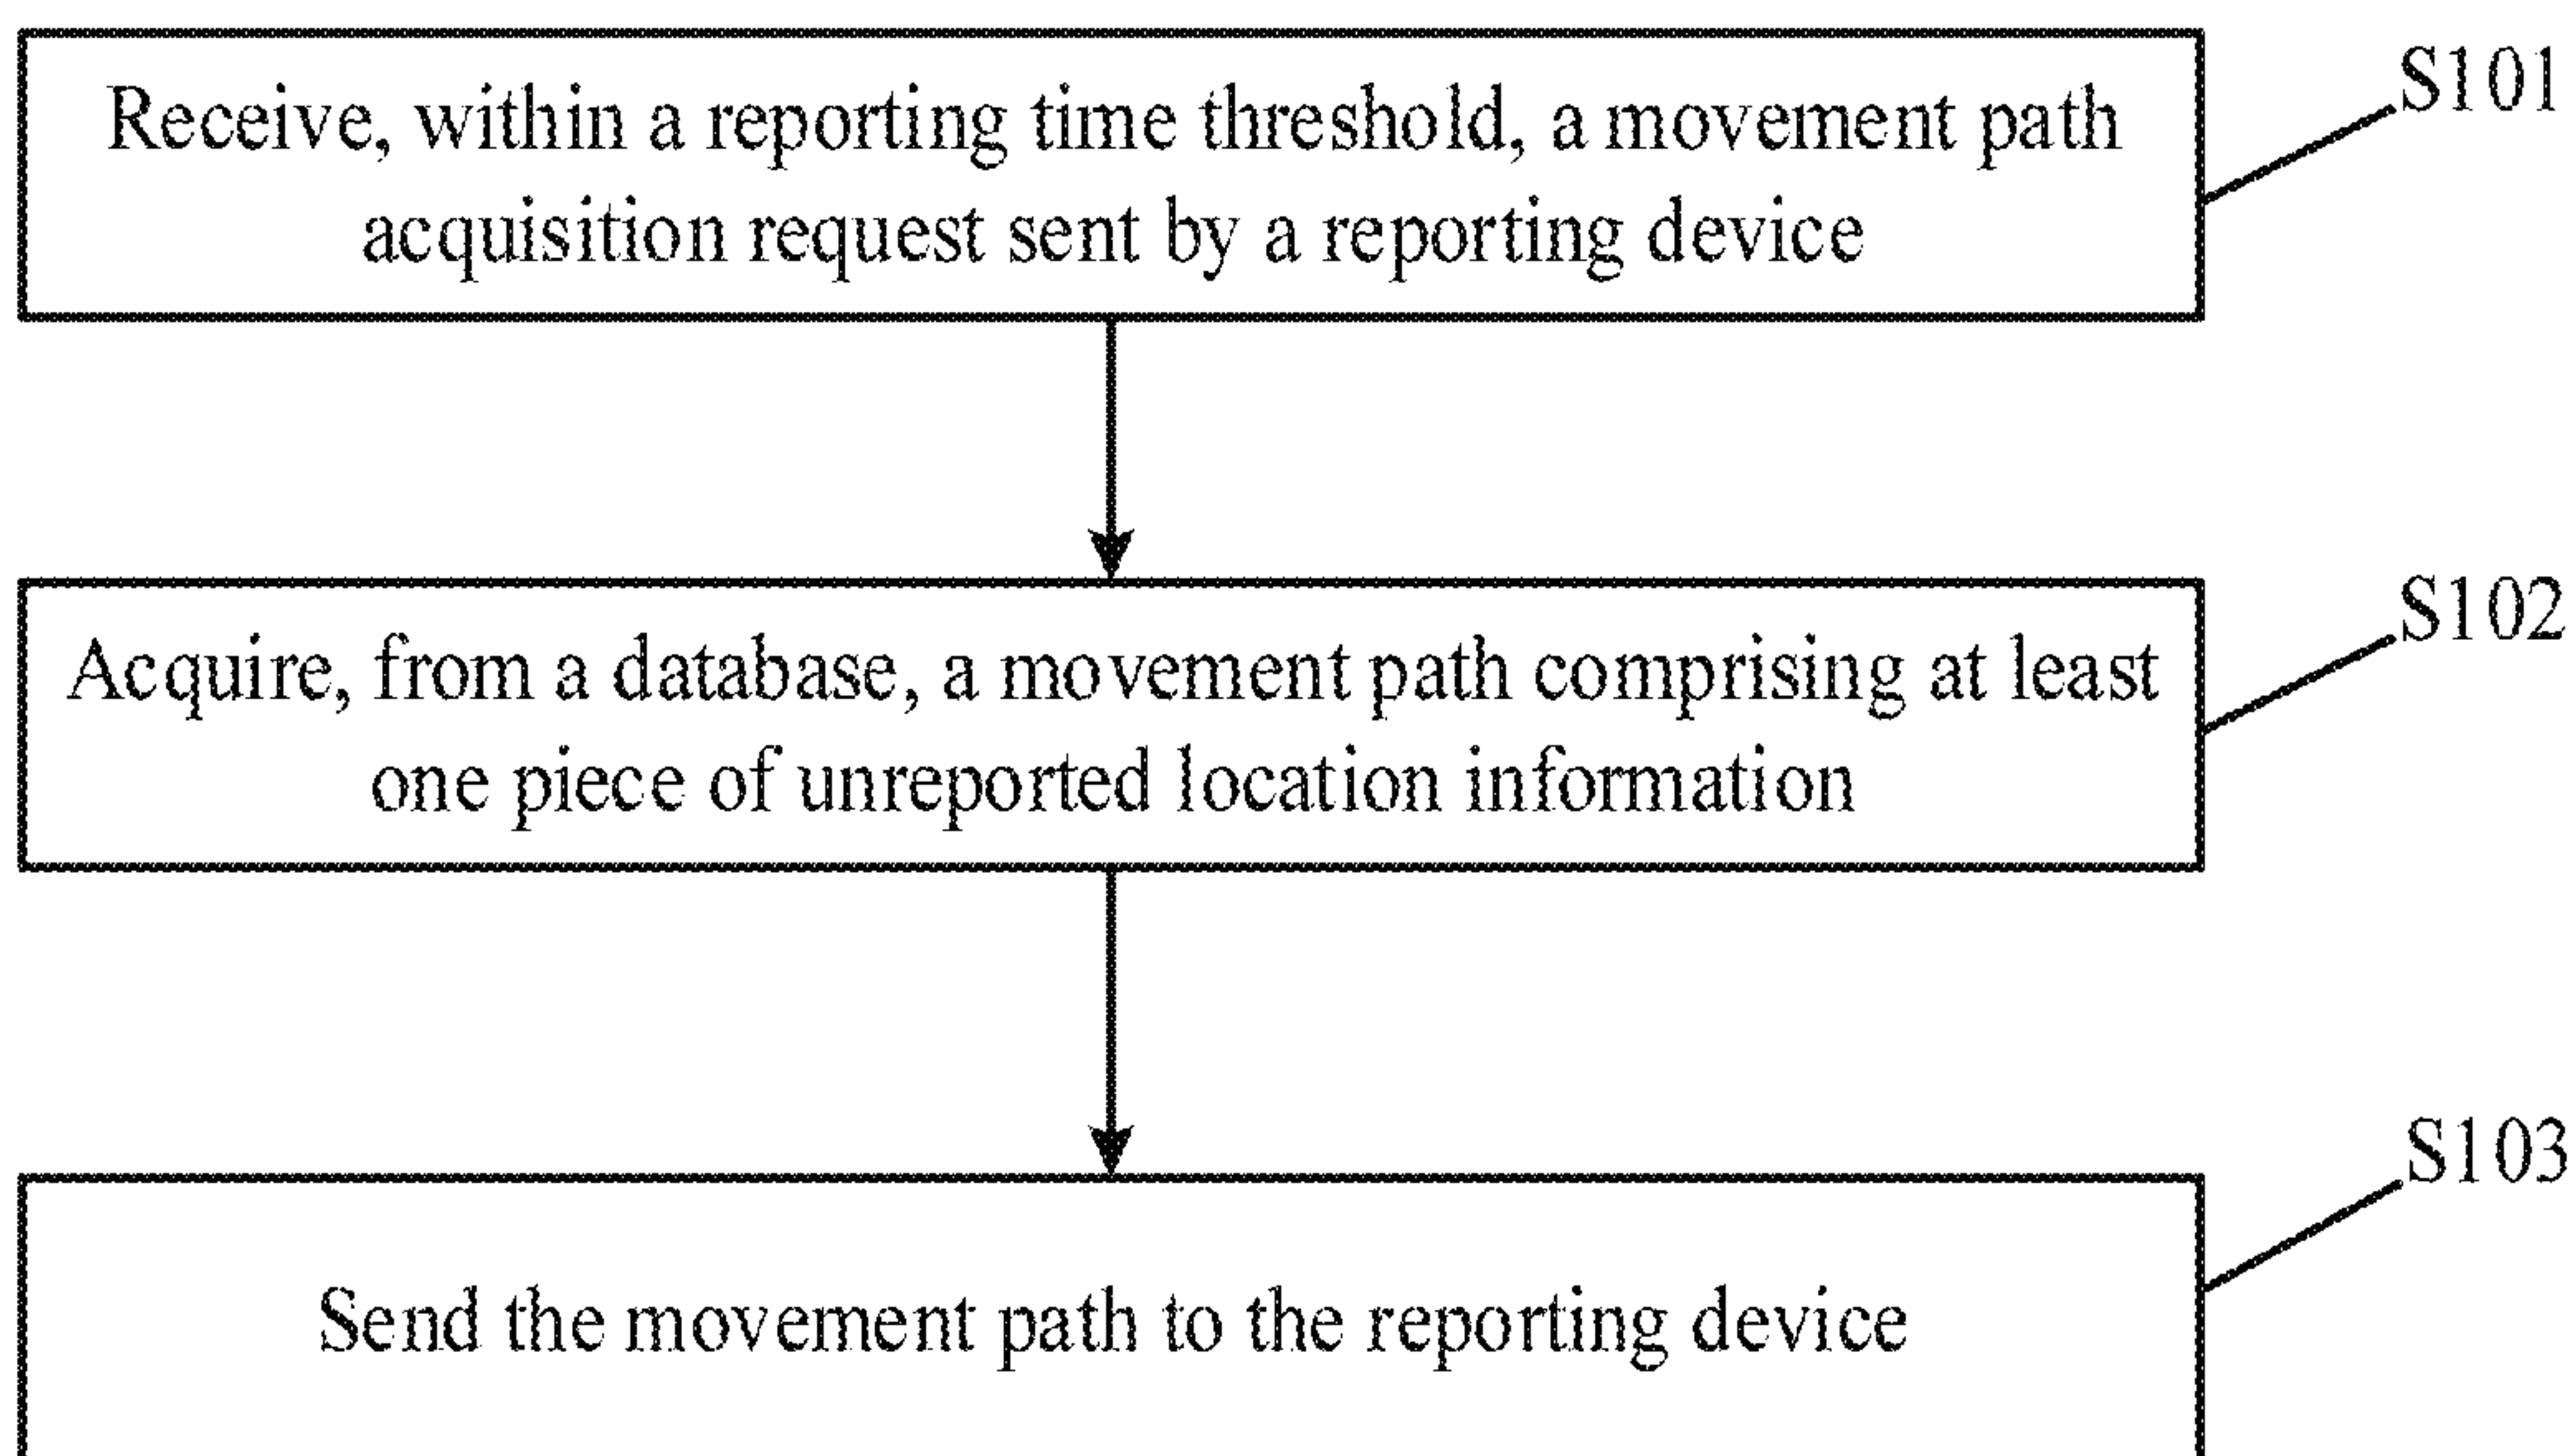 Receive, within a reporting time threshold, a movement path
acquisition request sent by a reporting device
S101
Acquire, from a database, a movement path comprising at least
one piece of unreported location information
S102
Send the movement path to the reporting device
S103